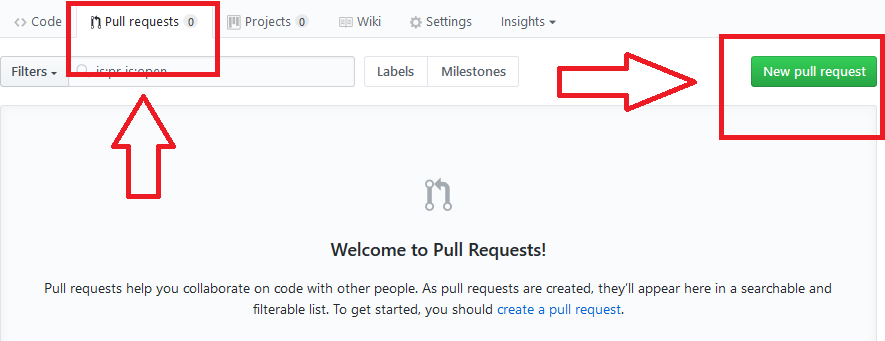 Code Pull requests 0 Projects 0 Wiki Settings Insights
Filters is:pr is:open Labels Milestones New pull request
Welcome to Pull Requests!
Pull requests help you collaborate on code with other people. As pull requests are created, they’ll appear here in a searchable and
filterable list. To get started, you should create a pull request.